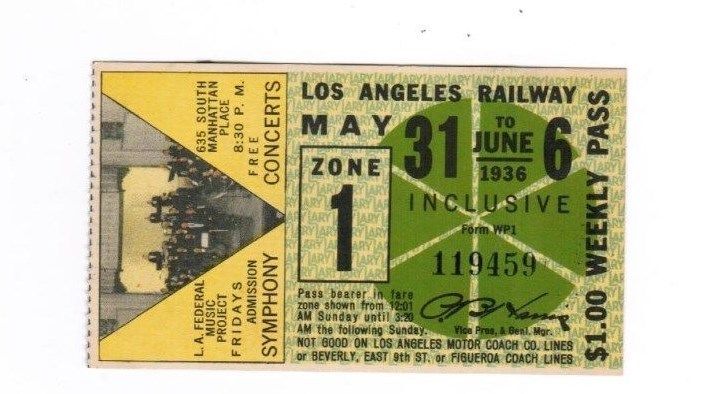 635 SOUTH
MANHATTAN
PLACE
8:30 P. M.
FREE
CONCERTS
L.A. FEDERAL
MUSIC
PROJECT
FRIDAYS
ADMISSION
SYMPHONY
LOS ANGELES RAILWAY
MAY 31 TO JUNE 6
1936
INCLUSIVE
Form WP1
ZONE
1
119459
Pass bearer in fare
zone shown from 12:01
AM Sunday until 3:20
AM the following Sunday.
Vice Pres, & Genl. Mgr.
NOT GOOD ON LOS ANGELES MOTOR COACH CO. LINES
or BEVERLY, EAST 9th ST. or FIGUEROA COACH LINES
$1.00 WEEKLY PASS